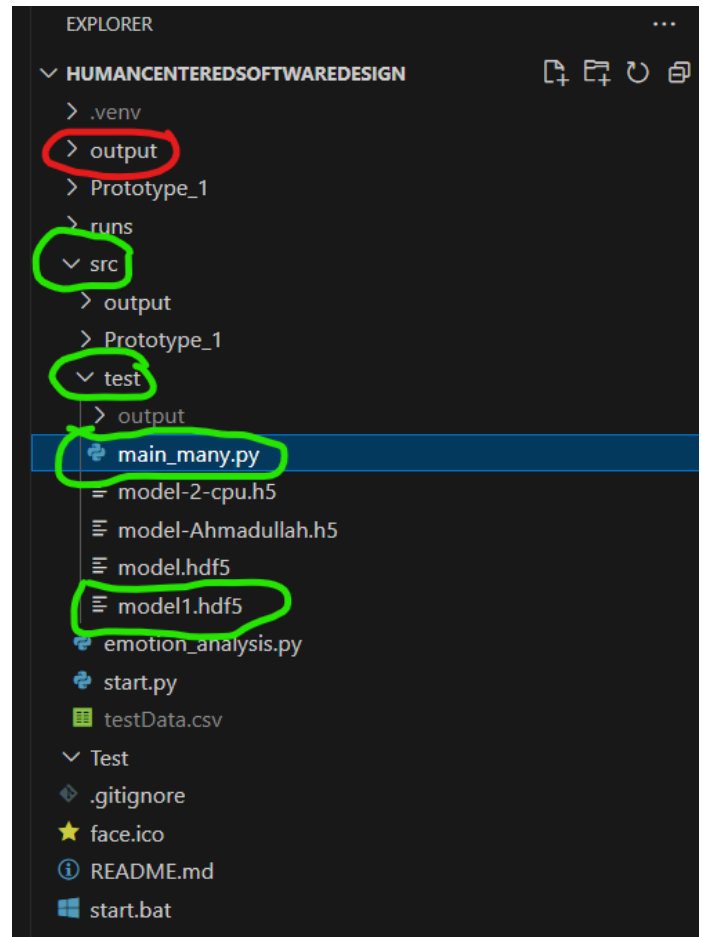 EXPLORER
HUMANCENTEREDSOFTWAREDESIGN
.venv
output
Prototype_1
runs
src
output
Prototype_1
test
output
main_many.py
model-2-cpu.h5
model-Ahmadullah.h5
model.hdf5
model1.hdf5
emotion_analysis.py
start.py
testData.csv
Test
.gitignore
face.ico
README.md
start.bat